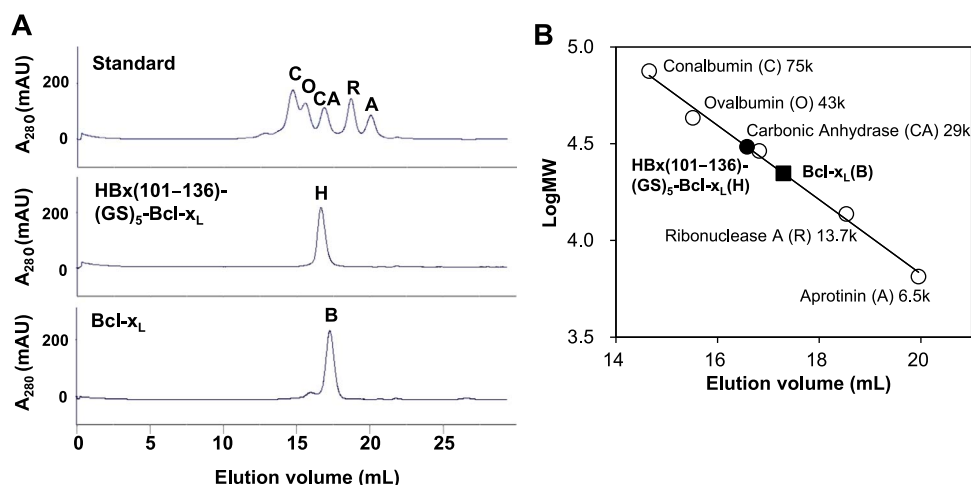 A
Standard
A280 (mAU)
200
0
C
O
CA
R
A
HBx(101–136)-
(GS)5-Bcl-xL
A280 (mAU)
200
0
H
Bcl-xL
A280 (mAU)
200
0
B
0 5 10 15 20 25
Elution volume (mL)
B
LogMW
5.0
4.5
4.0
3.5
Conalbumin (C) 75k
Ovalbumin (O) 43k
Carbonic Anhydrase (CA) 29k
HBx(101–136)-
(GS)5-Bcl-xL(H)
Bcl-xL(B)
Ribonuclease A (R) 13.7k
Aprotinin (A) 6.5k
14 16 18 20
Elution volume (mL)